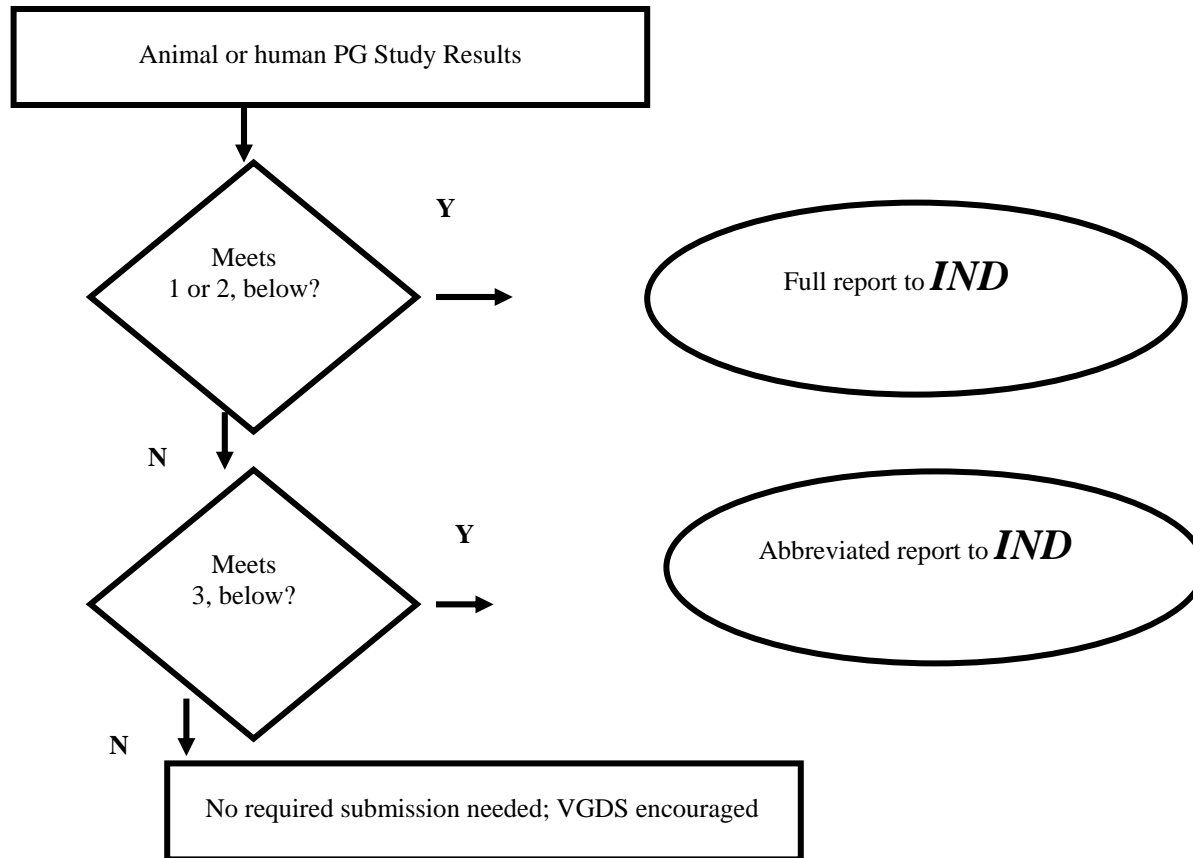 Animal or human PG Study Results
Y
Meets
1 or 2, below?
Full report to IND
N
Y
Meets
3, below?
Abbreviated report to IND
N
No required submission needed; VGDS encouraged